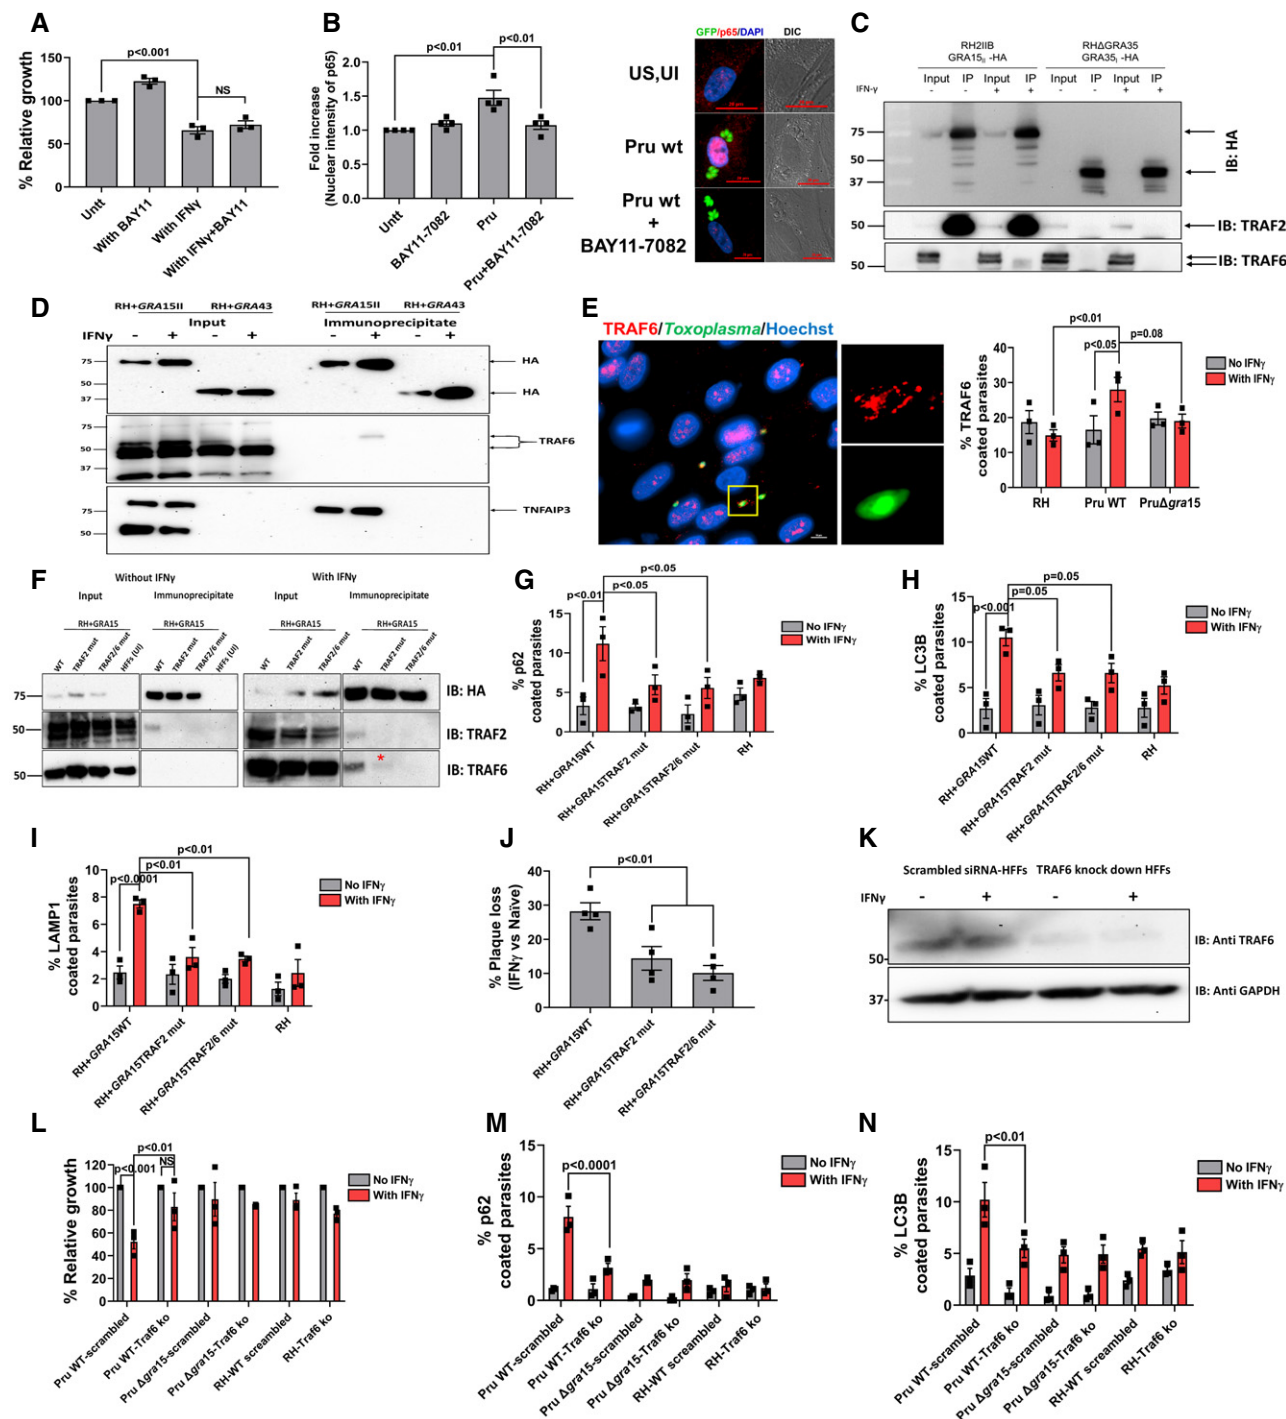 A
% Relative growth
150
100
50
0
p<0.001
NS
Untt
With BAY11
With IFNγ
With IFNγ+BAY11
B
Fold increase
(Nuclear intensity of p65)
2.0
1.5
1.0
0.5
0.0
p<0.01
p<0.01
Untt
BAY11-7082
Pru
Pru+BAY11-7082
GFP/p65/DAPI
DIC
US,UI
Pru wt
Pru wt
+
BAY11-7082
C
RH2IIB
GRA15II -HA
RHΔGRA35
GRA35I -HA
Input IP Input IP Input IP Input IP
IFN-γ - - + + - - + +
75
50
37
IB: HA
50
IB: TRAF2
50
IB: TRAF6
D
RH+GRA15II RH+GRA43 RH+GRA15II RH+GRA43
Input Immunoprecipitate
IFNγ - + - + - + - +
75
50
37
HA
HA
50
37
TRAF6
75
50
TNFAIP3
E
TRAF6/Toxoplasma/Hoechst
% TRAF6
coated parasites
40
30
20
10
0
p<0.01
p=0.08
p<0.05
No IFNγ
With IFNγ
RH
Pru WT
PruΔgra15
F
Without IFNγ With IFNγ
Input Immunoprecipitate Input Immunoprecipitate
RH+GRA15 RH+GRA15 RH+GRA15 RH+GRA15
WT TRAF2 mut TRAF2/6 mut HFFs (UI) WT TRAF2 mut TRAF2/6 mut HFFs (UI) WT TRAF2 mut TRAF2/6 mut WT TRAF2 mut TRAF2/6 mut
75
IB: HA
50
IB: TRAF2
50
*
IB: TRAF6
G
% p62
coated parasites
15
10
5
0
p<0.05
p<0.05
p<0.01
No IFNγ
With IFNγ
RH+GRA15WT
RH+GRA15TRAF2 mut
RH+GRA15TRAF2/6 mut
RH
H
% LC3B
coated parasites
15
10
5
0
p=0.05
p=0.05
p<0.001
No IFNγ
With IFNγ
RH+GRA15WT
RH+GRA15TRAF2 mut
RH+GRA15TRAF2/6 mut
RH
I
% LAMP1
coated parasites
10
8
6
4
2
0
p<0.01
p<0.01
p<0.0001
No IFNγ
With IFNγ
RH+GRA15WT
RH+GRA15TRAF2 mut
RH+GRA15TRAF2/6 mut
RH
J
% Plaque loss
(IFNγ vs Naïve)
40
30
20
10
0
p<0.01
RH+GRA15WT
RH+GRA15TRAF2 mut
RH+GRA15TRAF2/6 mut
K
Scrambled siRNA-HFFs TRAF6 knock down HFFs
IFNγ - + - +
50
IB: Anti TRAF6
37
IB: Anti GAPDH
L
% Relative growth
120
100
80
60
40
20
0
p<0.01
p<0.001
NS
No IFNγ
With IFNγ
Pru WT-scrambled
Pru WT-Traf6 ko
Pru Δgra15-scrambled
Pru Δgra15-Traf6 ko
RH-WT screambled
RH-Traf6 ko
M
% p62
coated parasites
15
10
5
0
p<0.0001
No IFNγ
With IFNγ
Pru WT-scrambled
Pru WT-Traf6 ko
Pru Δgra15-scrambled
Pru Δgra15-Traf6 ko
RH-WT screambled
RH-Traf6 ko
N
% LC3B
coated parasites
15
10
5
0
p<0.01
No IFNγ
With IFNγ
Pru WT-scrambled
Pru WT-Traf6 ko
Pru Δgra15-scrambled
Pru Δgra15-Traf6 ko
RH-WT screambled
RH-Traf6 ko